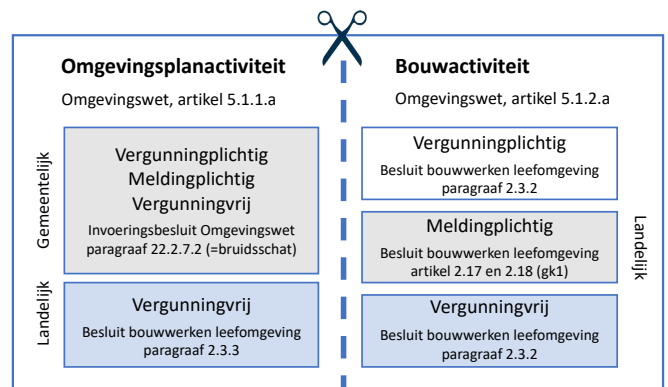 Omgevingsplanactiviteit
Omgevingswet, artikel 5.1.1.a
Gemeentelijk
Vergunningplichtig
Meldingplichtig
Vergunningvrij
Invoeringsbesluit Omgevingswet
paragraaf 22.2.7.2 (=bruidsschat)
Landelijk
Vergunningvrij
Besluit bouwwerken leefomgeving
paragraaf 2.3.3
Bouwactiviteit
Omgevingswet, artikel 5.1.2.a
Vergunningplichtig
Besluit bouwwerken leefomgeving
paragraaf 2.3.2
Meldingplichtig
Besluit bouwwerken leefomgeving
artikel 2.17 en 2.18 (gk1)
Landelijk
Vergunningvrij
Besluit bouwwerken leefomgeving
paragraaf 2.3.2